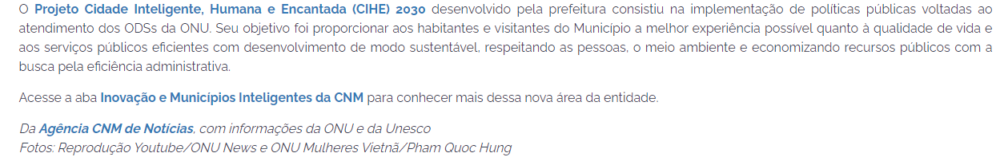 O Projeto Cidade Inteligente, Humana e Encantada (CIHE) 2030 desenvolvido pela prefeitura consistiu na implementação de políticas públicas voltadas ao
atendimento dos ODSs da ONU. Seu objetivo foi proporcionar aos habitantes e visitantes do Município a melhor experiência possível quanto à qualidade de vida e
aos serviços públicos eficientes com desenvolvimento de modo sustentável, respeitando as pessoas, o meio ambiente e economizando recursos públicos com a
busca pela eficiência administrativa.
Acesse a aba Inovação e Municípios Inteligentes da CNM para conhecer mais dessa nova área da entidade.
Da Agência CNM de Notícias, com informações da ONU e da Unesco
Fotos: Reprodução Youtube/ONU News e ONU Mulheres Vietnã/Pham Quoc Hung